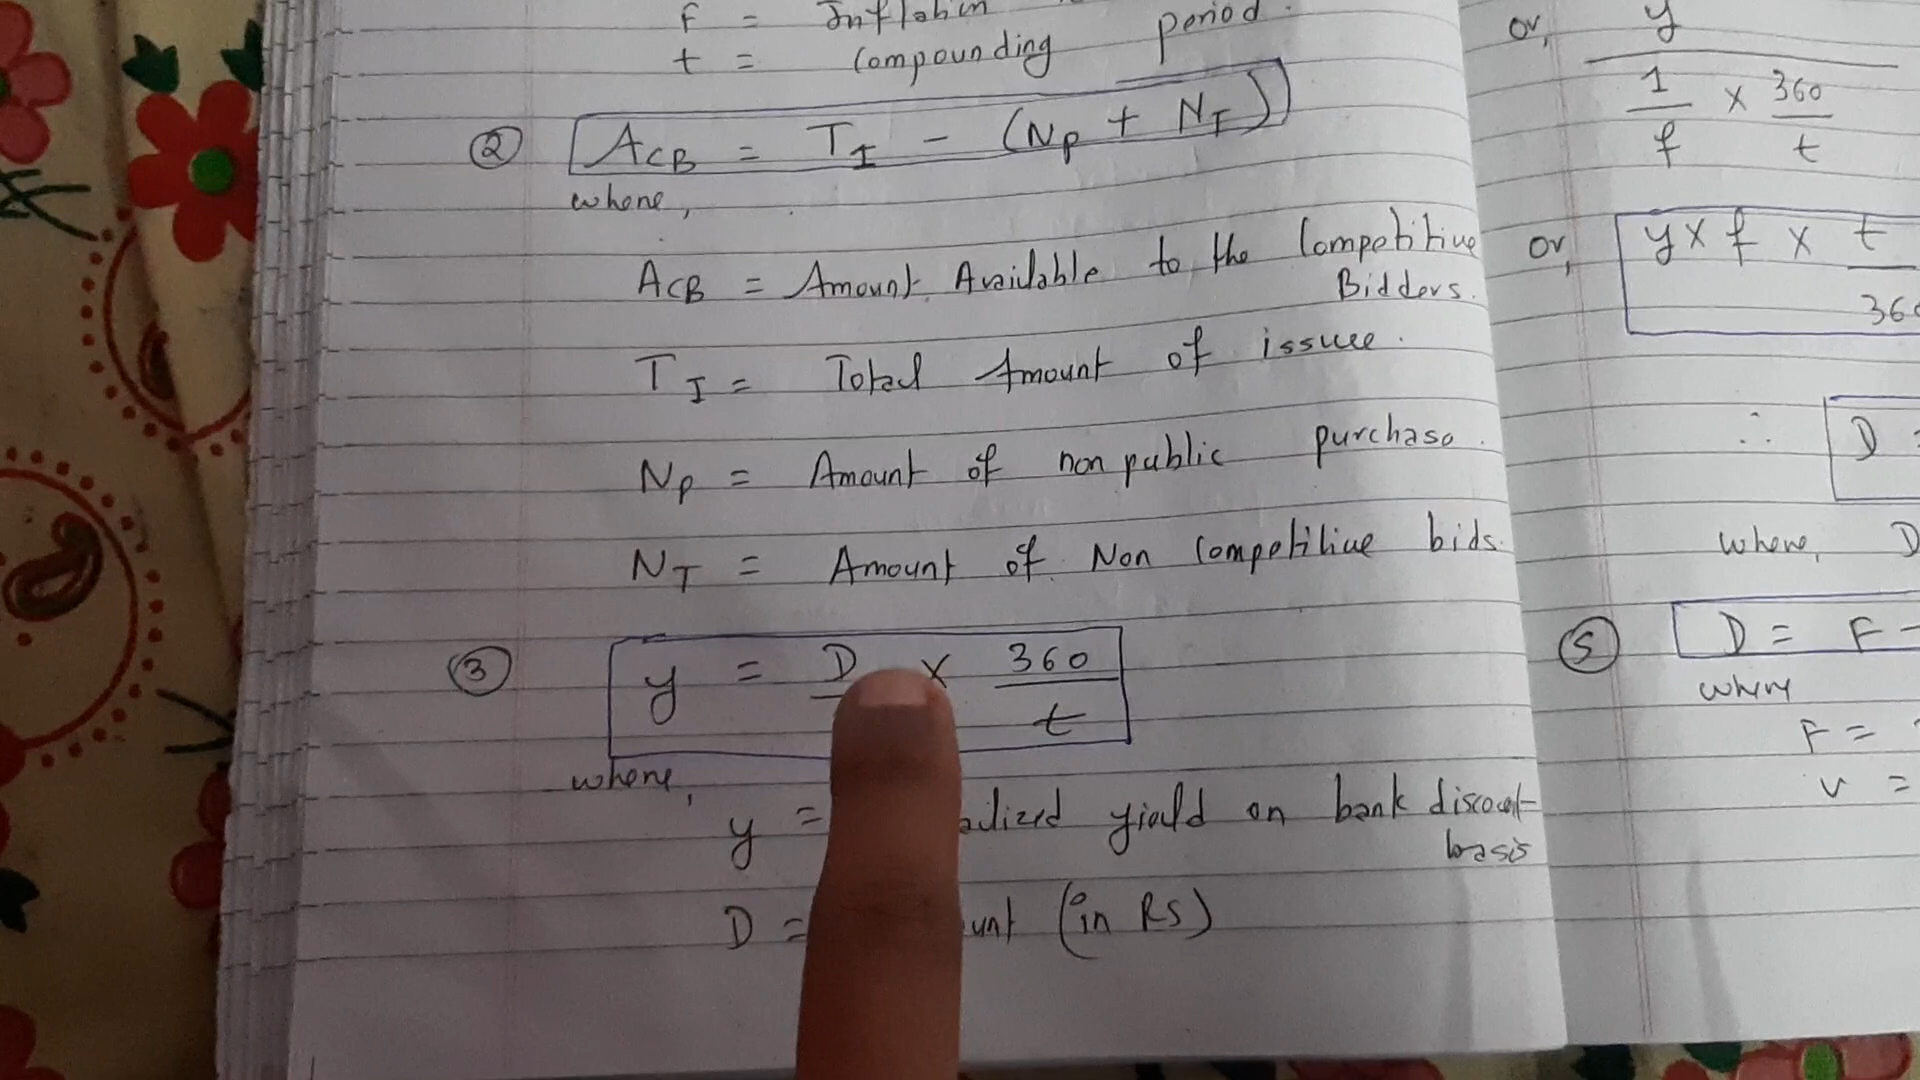 f = Inflation
t = Compounding period.
② ACB = TI - (NP + NT)
where,
ACB = Amount Available to the Competitive
Bidders.
TI = Total Amount of issue.
NP = Amount of non public purchase.
NT = Amount of Non Competitive bids.
③ y = D × 360
t
where,
y = yield on bank discount
basis
D = (in RS)
or, y
1 × 360
f t
or, y × f × t
36
∴ D =
where, D
⑤ D = F -
where
F =
v =